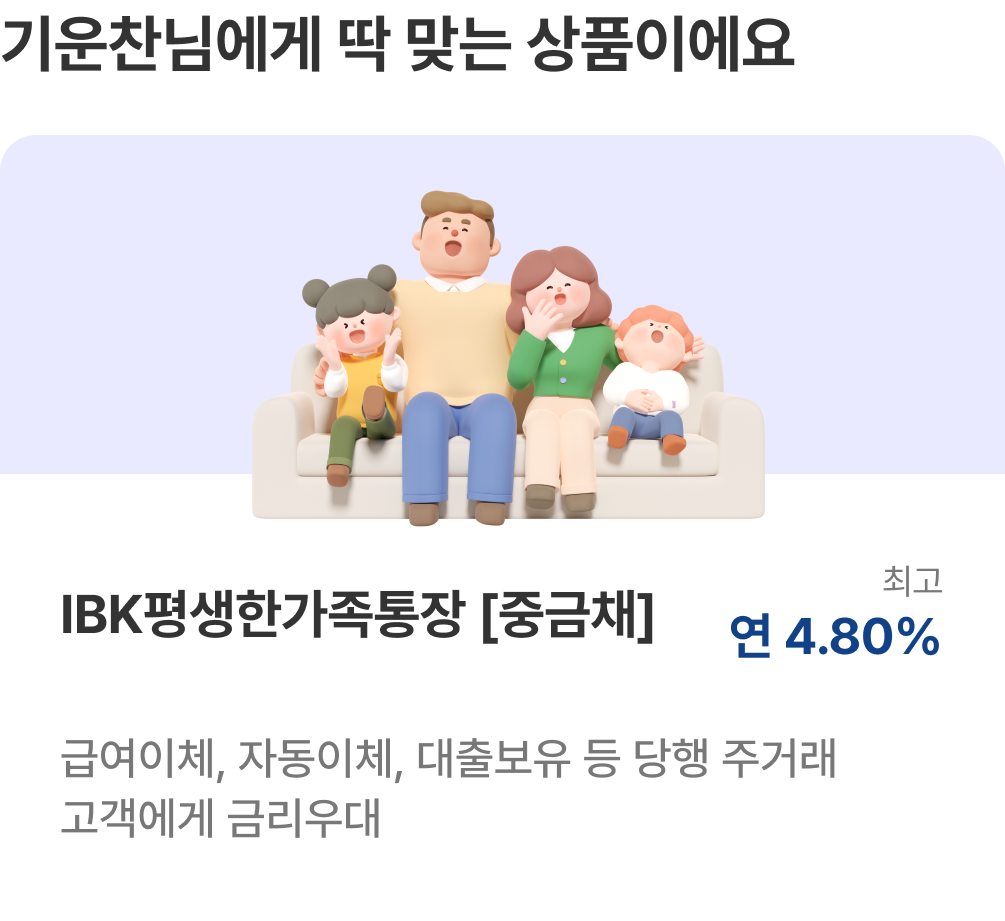 기운찬님에게 딱 맞는 상품이에요
최고
IBK평생한가족통장 [중금채]
연 4.80%
급여이체, 자동이체, 대출보유 등 당행 주거래
고객에게 금리우대